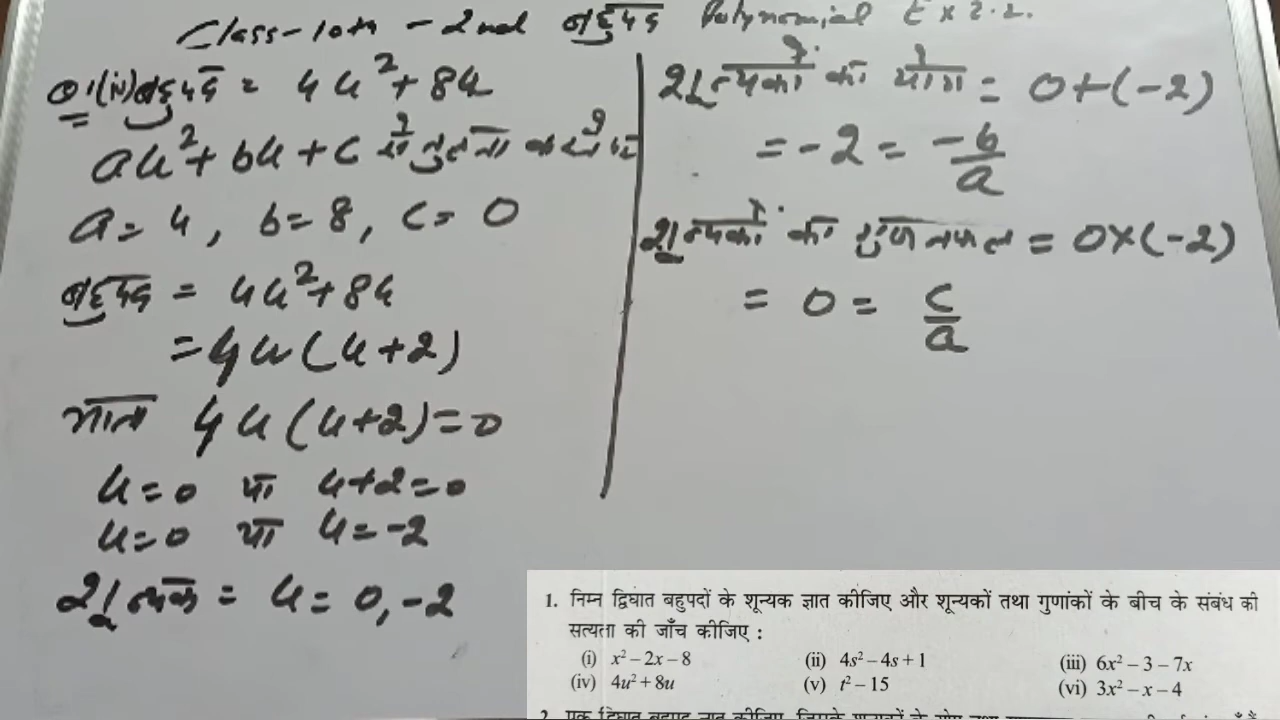 Class-10th - 2nd बहुपद Polynomial Ex 2.2.
Q1(iv) बहुपद = 4u²+8u
au²+bu+c से तुलना करने पर
a=4, b=8, c=0
बहुपद = 4u²+8u
=4u(u+2)
माना 4u(u+2)=0
u=0 या u+2=0
u=0 या u=-2
शून्यक = u=0,-2
शून्यकों का योग = 0+(-2)
=-2= -b/a
शून्यकों का गुणनफल = 0×(-2)
= 0 = c/a
1. निम्न द्विघात बहुपदों के शून्यक ज्ञात कीजिए और शून्यकों तथा गुणांकों के बीच के संबंध की
सत्यता की जाँच कीजिए :
(i) x² – 2x – 8 (ii) 4s² – 4s + 1 (iii) 6x² – 3 – 7x
(iv) 4u² + 8u (v) t² – 15 (vi) 3x² – x – 4